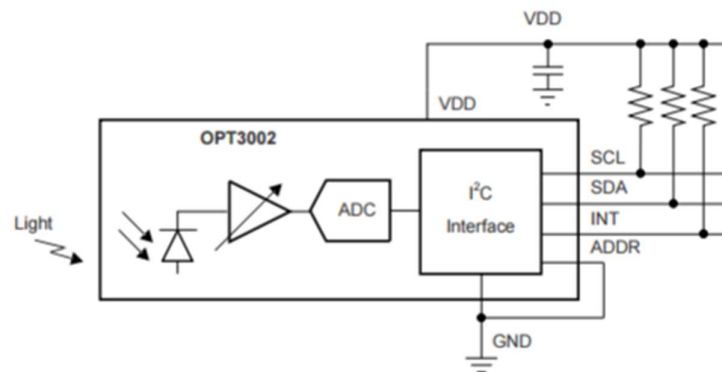 VDD
VDD
OPT3002
SCL
SDA
INT
ADDR
I²C
Interface
ADC
Light
GND